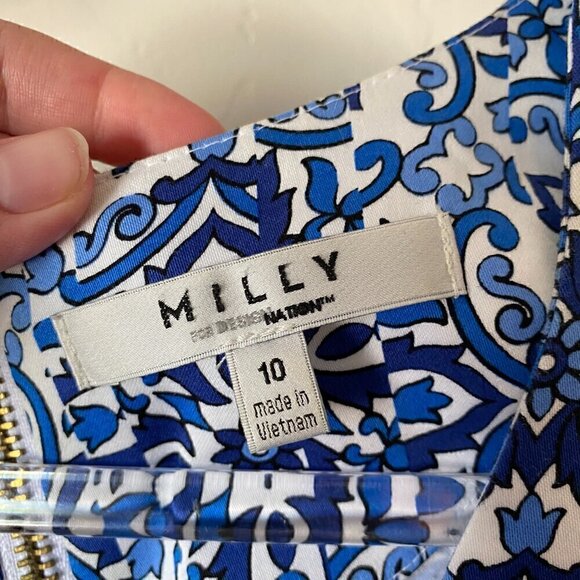 MILLY
FOR DESIGNATION™
10
made in
Vietnam